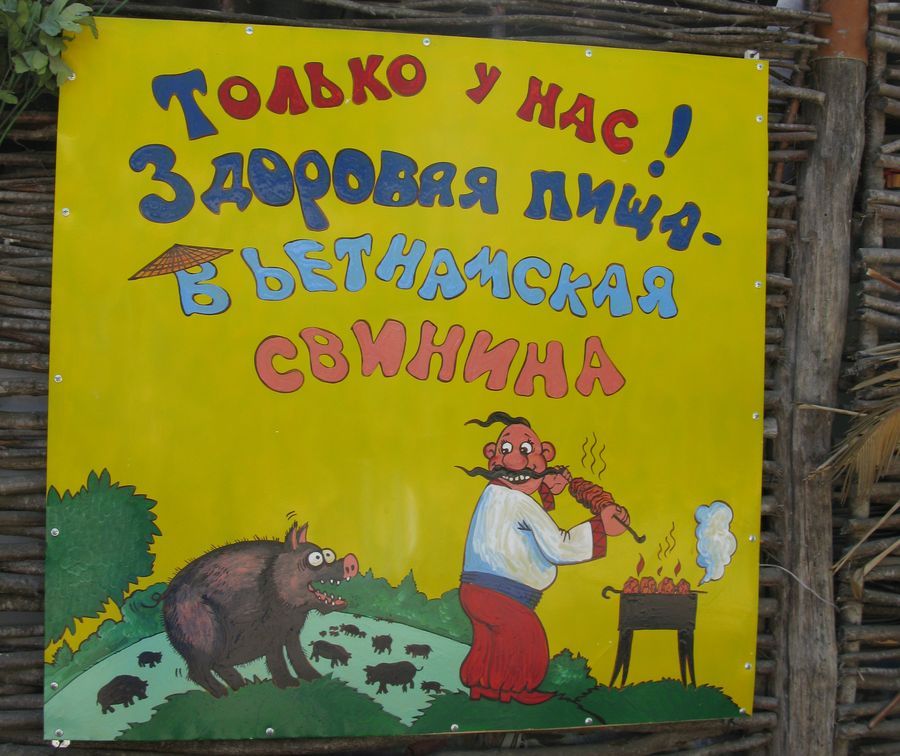 Только у нас!
Здоровая пища-
Вьетнамская
свинина